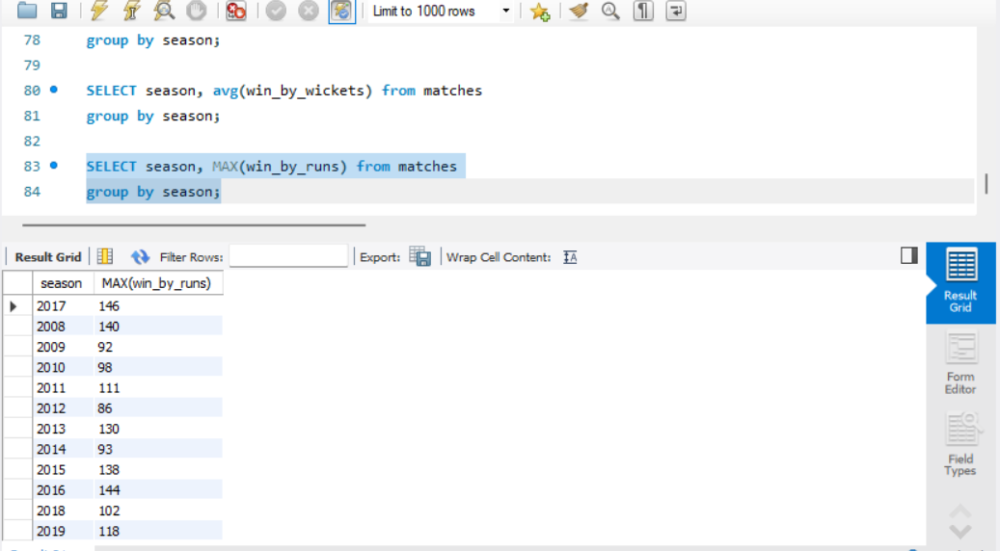 Limit to 1000 rows
78 group by season;
79
80 SELECT season, avg(win_by_wickets) from matches
81 group by season;
82
83 SELECT season, MAX(win_by_runs) from matches
84 group by season;
Result Grid Filter Rows: Export: Wrap Cell Content: IA
season MAX(win_by_runs)
2017 146
2008 140
2009 92
2010 98
2011 111
2012 86
2013 130
2014 93
2015 138
2016 144
2018 102
2019 118
Result
Grid
Form
Editor
Field
Types